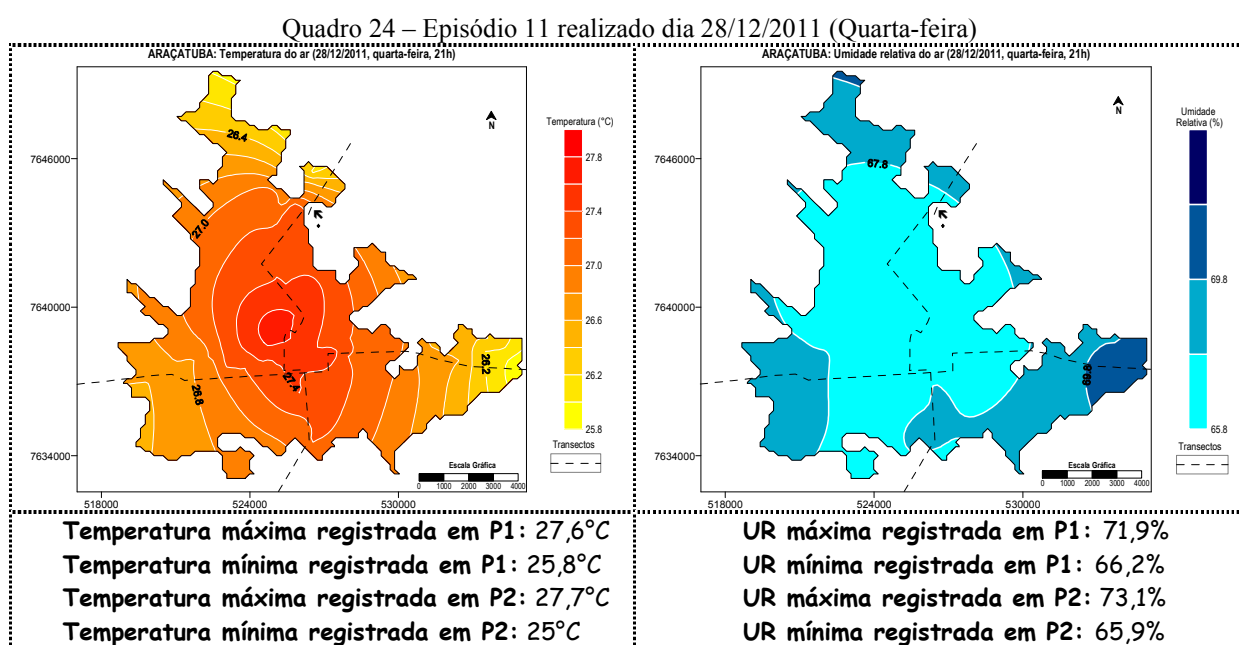 Quadro 24 – Episódio 11 realizado dia 28/12/2011 (Quarta-feira)
ARAÇATUBA: Temperatura do ar (28/12/2011, quarta-feira, 21h)
N
Temperatura (°C)
27.8
27.4
27.0
26.6
26.2
25.8
Transectos
7646000
7640000
7634000
518000
524000
530000
26.4
27.0
26.8
27.4
26.2
Escala Gráfica
0 1000 2000 3000 4000
ARAÇATUBA: Umidade relativa do ar (28/12/2011, quarta-feira, 21h)
N
Umidade
Relativa (%)
69.8
65.8
Transectos
7646000
7640000
7634000
518000
524000
530000
67.8
69.8
Escala Gráfica
0 1000 2000 3000 4000
Temperatura máxima registrada em P1: 27,6°C
Temperatura mínima registrada em P1: 25,8°C
Temperatura máxima registrada em P2: 27,7°C
Temperatura mínima registrada em P2: 25°C
UR máxima registrada em P1: 71,9%
UR mínima registrada em P1: 66,2%
UR máxima registrada em P2: 73,1%
UR mínima registrada em P2: 65,9%